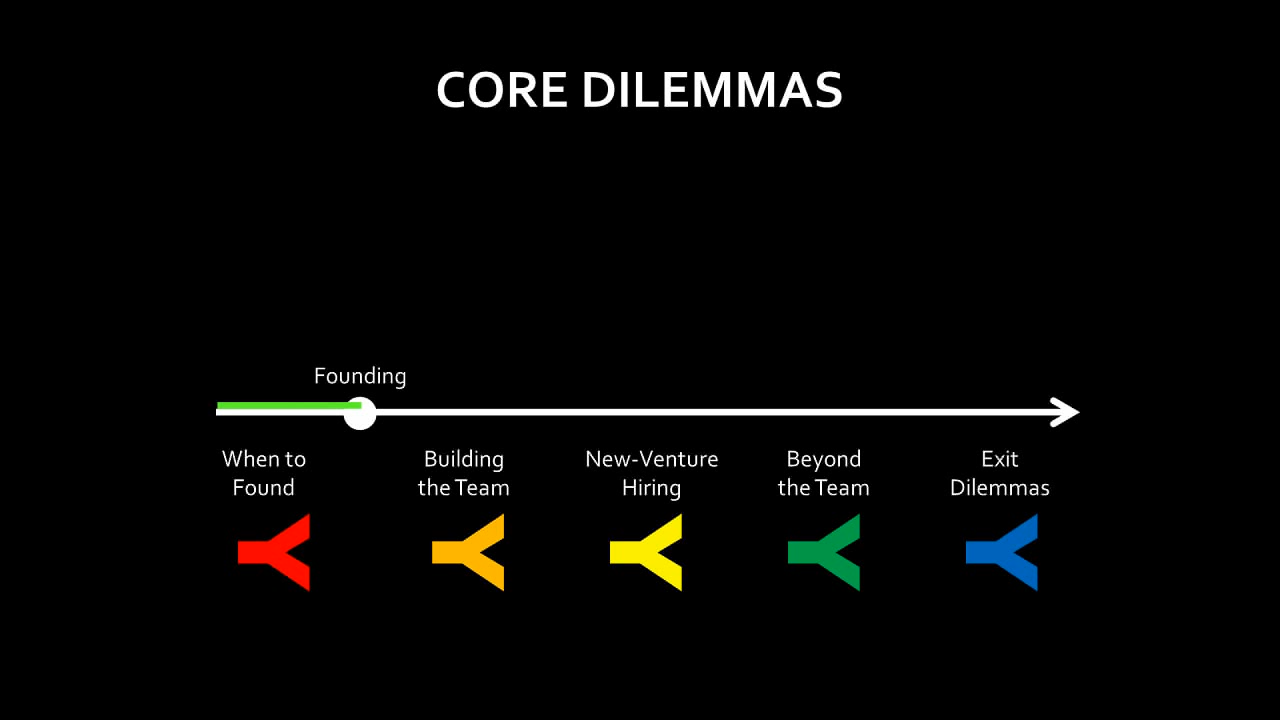 CORE DILEMMAS
Founding
When to
Found
Building
the Team
New-Venture
Hiring
Beyond
the Team
Exit
Dilemmas